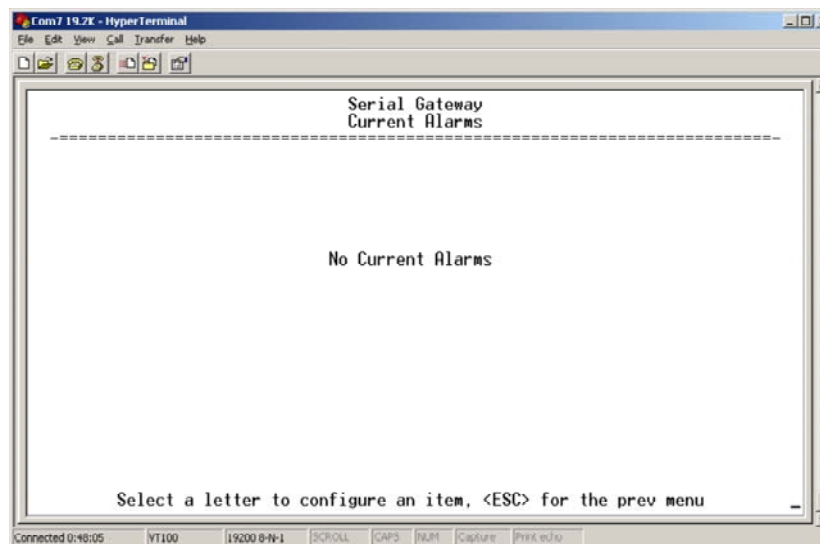 Com7 19.2K - HyperTerminal
File Edit View Call Transfer Help
Serial Gateway
Current Alarms
-==========================================================================-
No Current Alarms
Select a letter to configure an item, <ESC> for the prev menu
Connected 0:48:05 VT100 19200 8-N-1 SCROLL CAPS NUM Capture Print echo